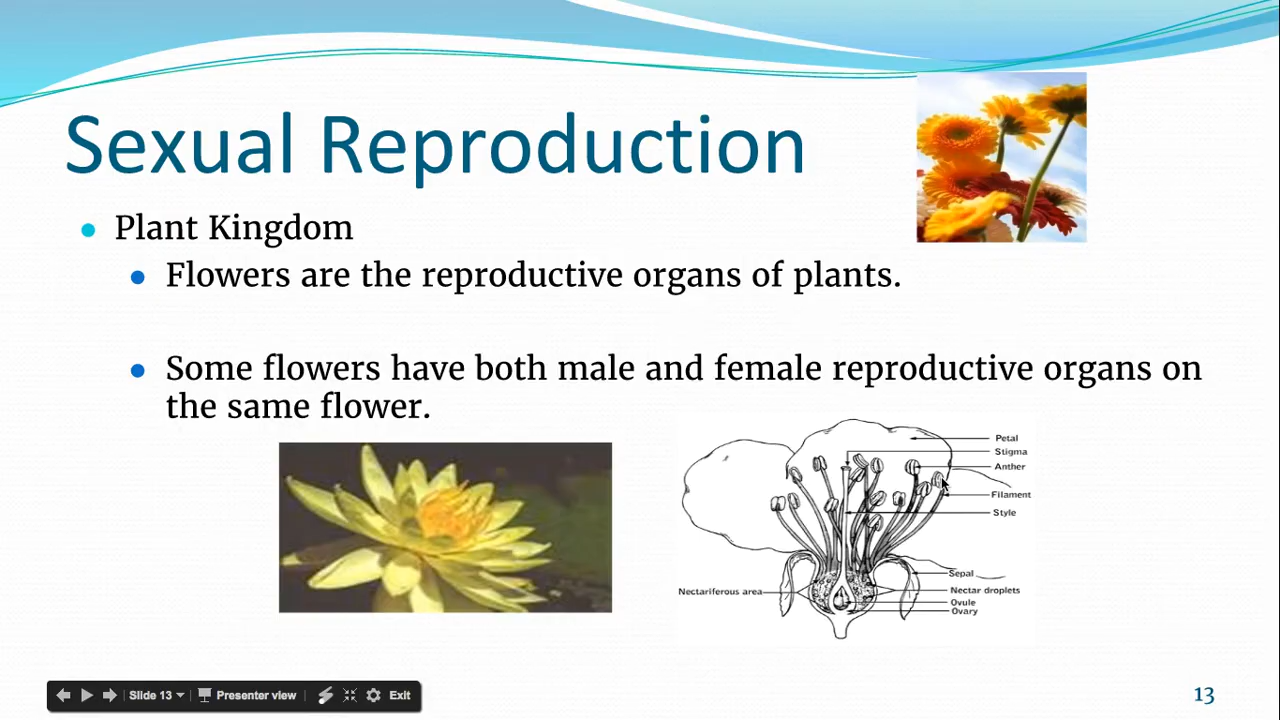 Sexual Reproduction
Plant Kingdom
Flowers are the reproductive organs of plants.
Some flowers have both male and female reproductive organs on
the same flower.
Petal
Stigma
Anther
Filament
Style
Sepal
Nectariferous area
Nectar droplets
Ovule
Ovary
Slide 13
Presenter view
Exit
13